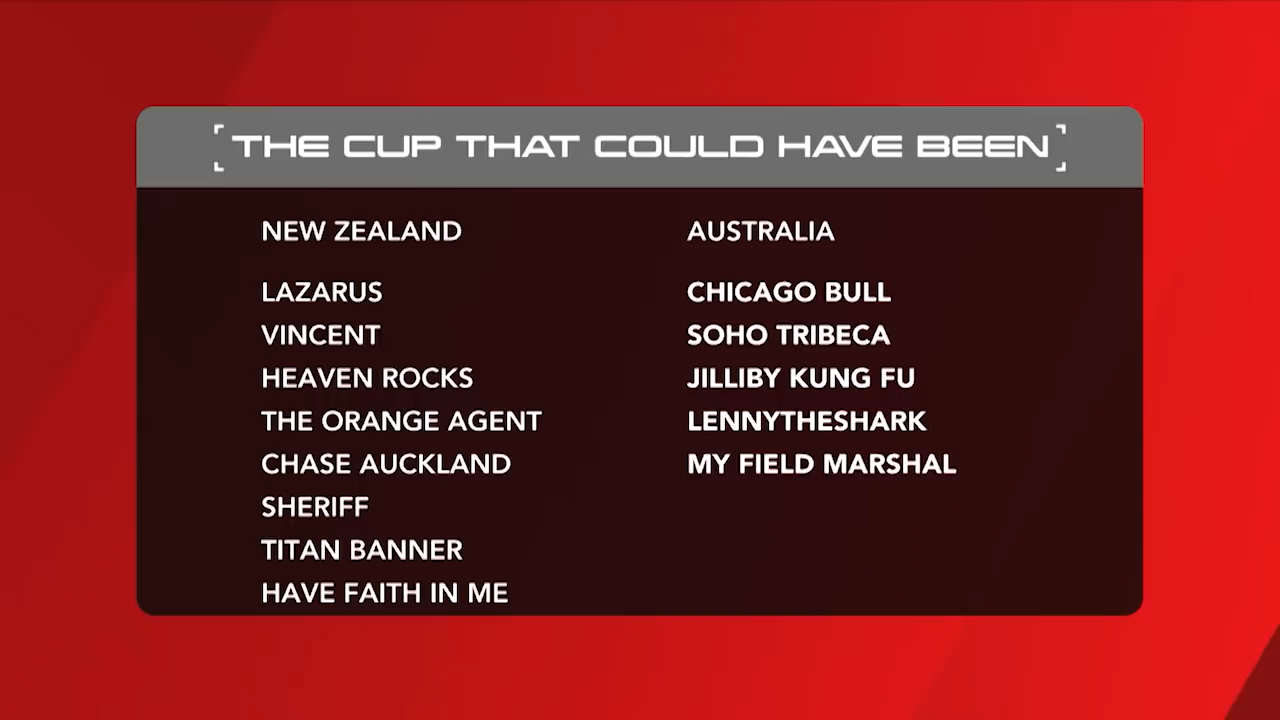 THE CUP THAT COULD HAVE BEEN
NEW ZEALAND
LAZARUS
VINCENT
HEAVEN ROCKS
THE ORANGE AGENT
CHASE AUCKLAND
SHERIFF
TITAN BANNER
HAVE FAITH IN ME
AUSTRALIA
CHICAGO BULL
SOHO TRIBECA
JILLIBY KUNG FU
LENNYTHESHARK
MY FIELD MARSHAL